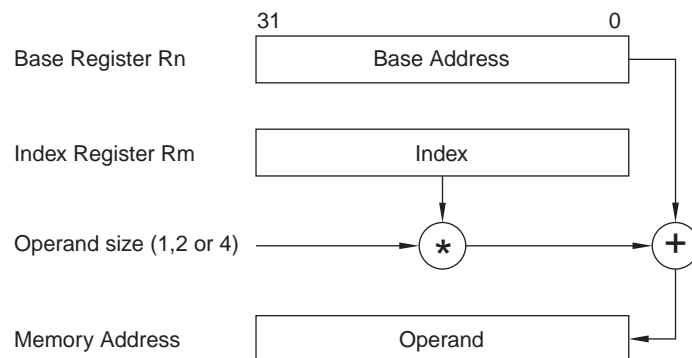 31 0
Base Register Rn Base Address
Index Register Rm Index
Operand size (1,2 or 4) * +
Memory Address Operand